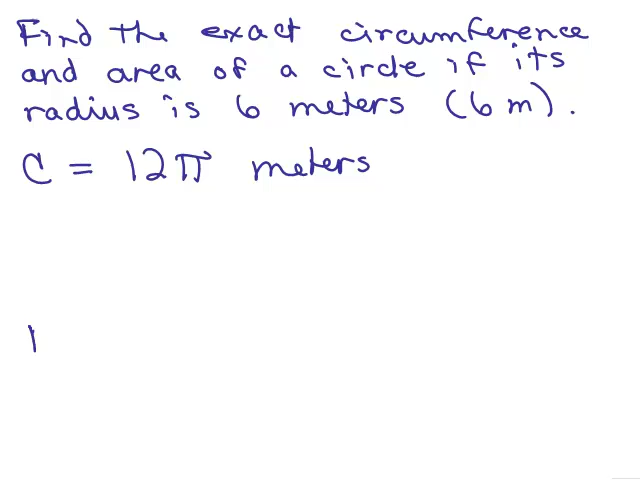 Find the exact circumference
and area of a circle if its
radius is 6 meters (6 m).
C = 12π meters